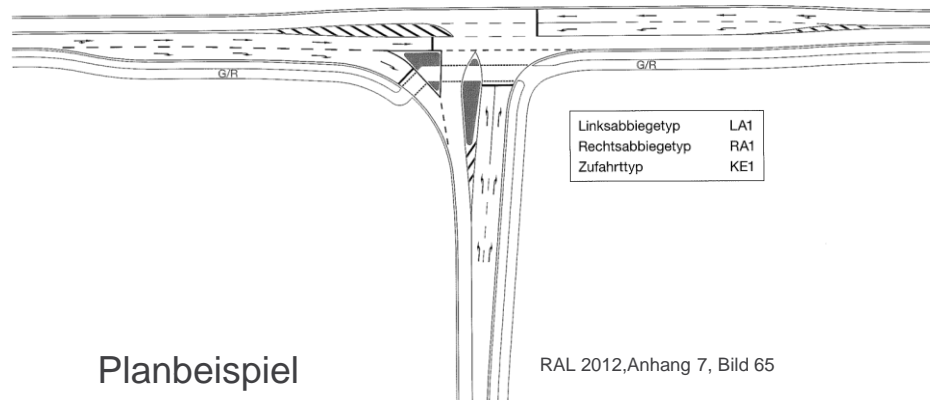 G/R
G/R
Linksabbiegetyp LA1
Rechtsabbiegetyp RA1
Zufahrttyp KE1
Planbeispiel
RAL 2012,Anhang 7, Bild 65